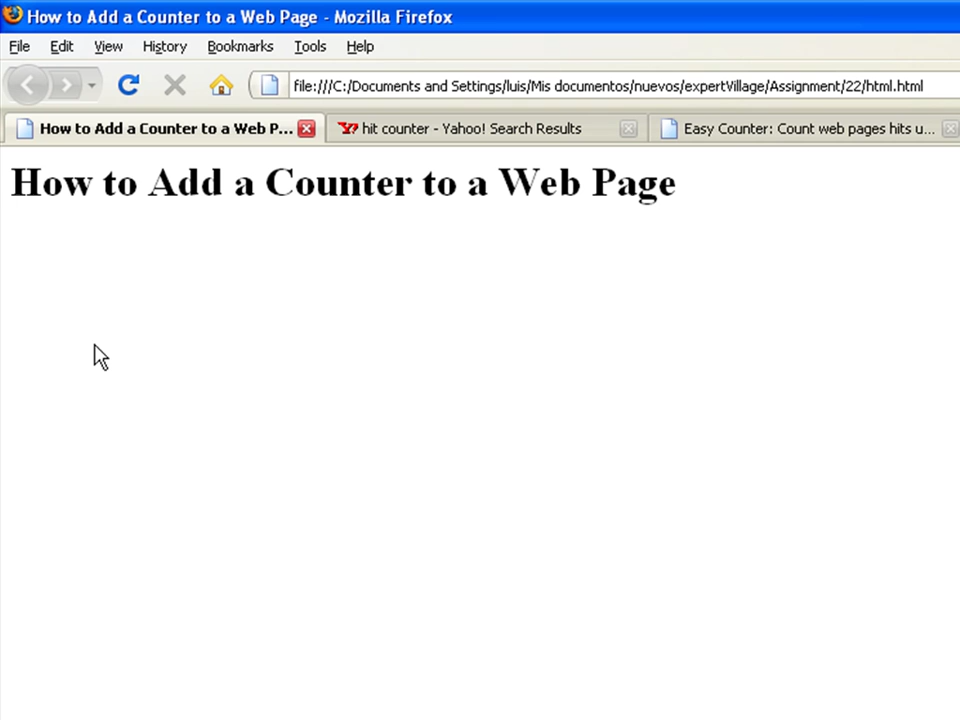 How to Add a Counter to a Web Page - Mozilla Firefox
File Edit View History Bookmarks Tools Help
file:///C:/Documents and Settings/luis/Mis documentos/nuevos/expertVillage/Assignment/22/html.html
How to Add a Counter to a Web P... hit counter - Yahoo! Search Results Easy Counter: Count web pages hits u...
How to Add a Counter to a Web Page